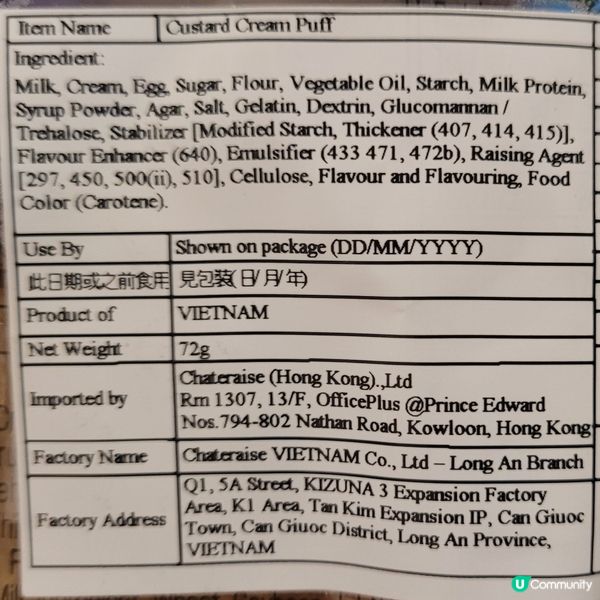 Item Name Custard Cream Puff
Ingredient:
Milk, Cream, Egg, Sugar, Flour, Vegetable Oil, Starch, Milk Protein,
Syrup Powder, Agar, Salt, Gelatin, Dextrin, Glucomannan /
Trehalose, Stabilizer [Modified Starch, Thickener (407, 414, 415)],
Flavour Enhancer (640), Emulsifier (433 471, 472b), Raising Agent
[297, 450, 500(ii), 510], Cellulose, Flavour and Flavouring, Food
Color (Carotene).
Use By Shown on package (DD/MM/YYYY)
此日期或之前食用 見包裝(日/月/年)
Product of VIETNAM
Net Weight 72g
Imported by Chateraise (Hong Kong).,Ltd
Rm 1307, 13/F, OfficePlus @Prince Edward
Nos.794-802 Nathan Road, Kowloon, Hong Kong
Factory Name Chateraise VIETNAM Co., Ltd – Long An Branch
Factory Address Q1, 5A Street, KIZUNA 3 Expansion Factory
Area, K1 Area, Tan Kim Expansion IP, Can Giuoc
Town, Can Giuoc District, Long An Province,
VIETNAM
U Community